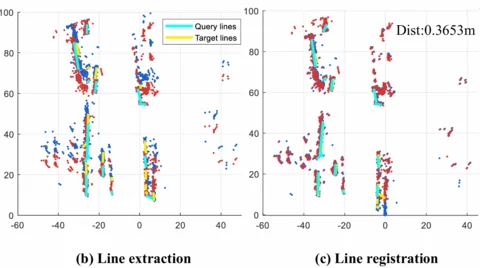 100
80
60
40
20
0
-60 -40 -20 0 20 40
Query lines
Target lines
(b) Line extraction
100
80
60
40
20
0
-60 -40 -20 0 20 40
Dist:0.3653m
(c) Line registration